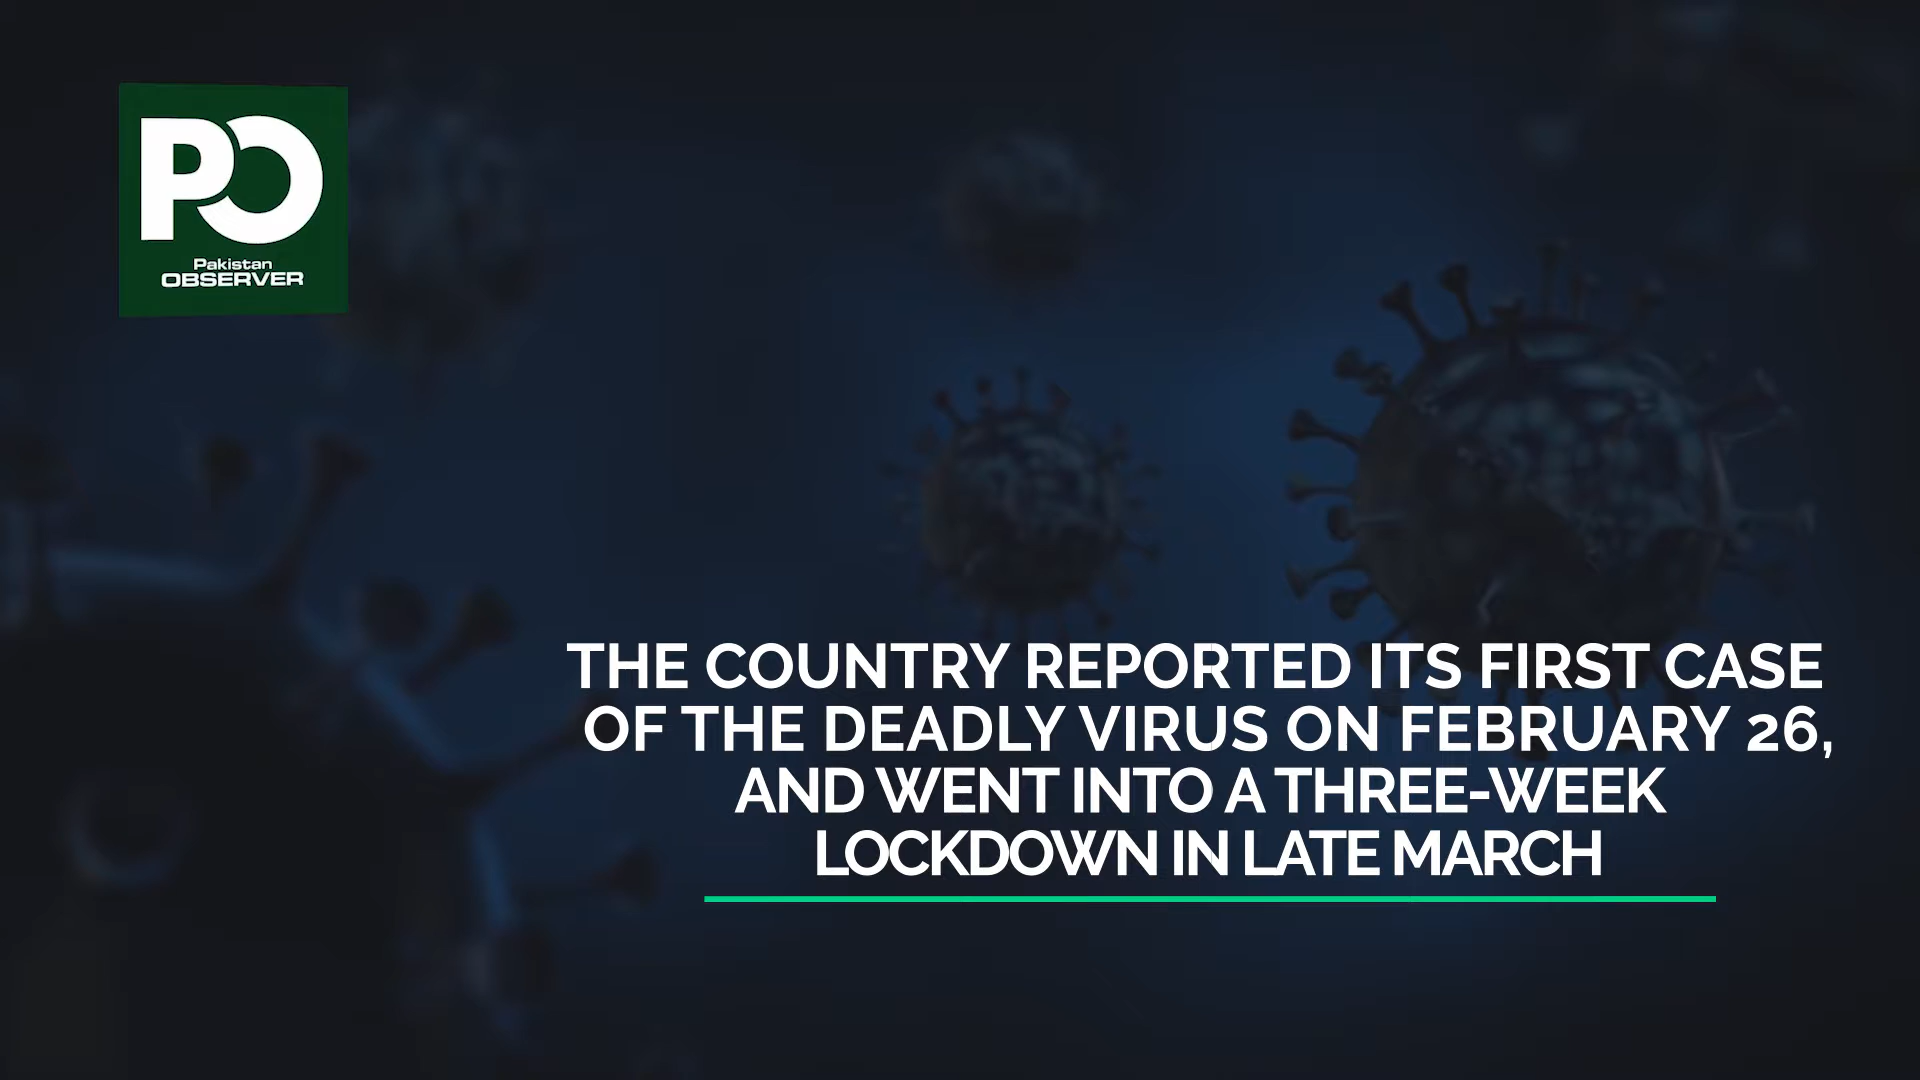 PO
Pakistan
OBSERVER
THE COUNTRY REPORTED ITS FIRST CASE
OF THE DEADLY VIRUS ON FEBRUARY 26,
AND WENT INTO A THREE-WEEK
LOCKDOWN IN LATE MARCH